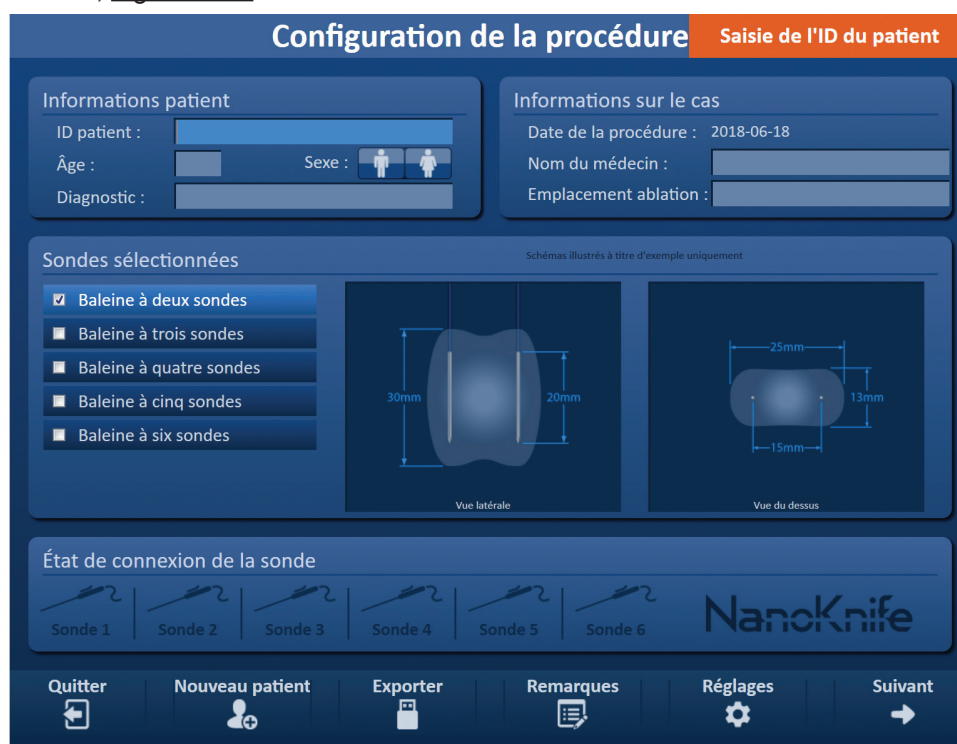 Configuration de la procédure
Saisie de l'ID du patient
Informations patient
ID patient :
Âge :
Sexe :
Diagnostic :
Informations sur le cas
Date de la procédure : 2018-06-18
Nom du médecin :
Emplacement ablation :
Sondes sélectionnées
Schémas illustrés à titre d'exemple uniquement
Baleine à deux sondes
Baleine à trois sondes
Baleine à quatre sondes
Baleine à cinq sondes
Baleine à six sondes
30mm
20mm
Vue latérale
25mm
13mm
15mm
Vue du dessus
État de connexion de la sonde
Sonde 1
Sonde 2
Sonde 3
Sonde 4
Sonde 5
Sonde 6
NanoKnife
Quitter
Nouveau patient
Exporter
Remarques
Réglages
Suivant